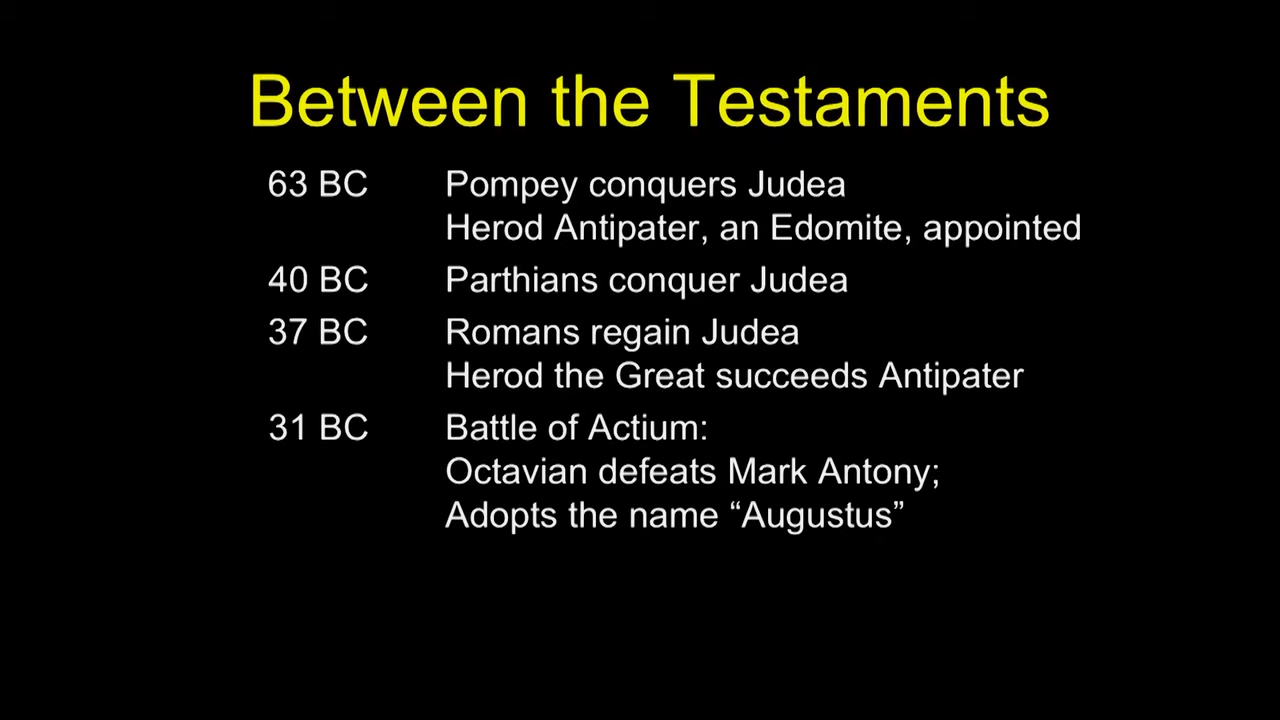 Between the Testaments
63 BC Pompey conquers Judea
Herod Antipater, an Edomite, appointed
40 BC Parthians conquer Judea
37 BC Romans regain Judea
Herod the Great succeeds Antipater
31 BC Battle of Actium:
Octavian defeats Mark Antony;
Adopts the name “Augustus”